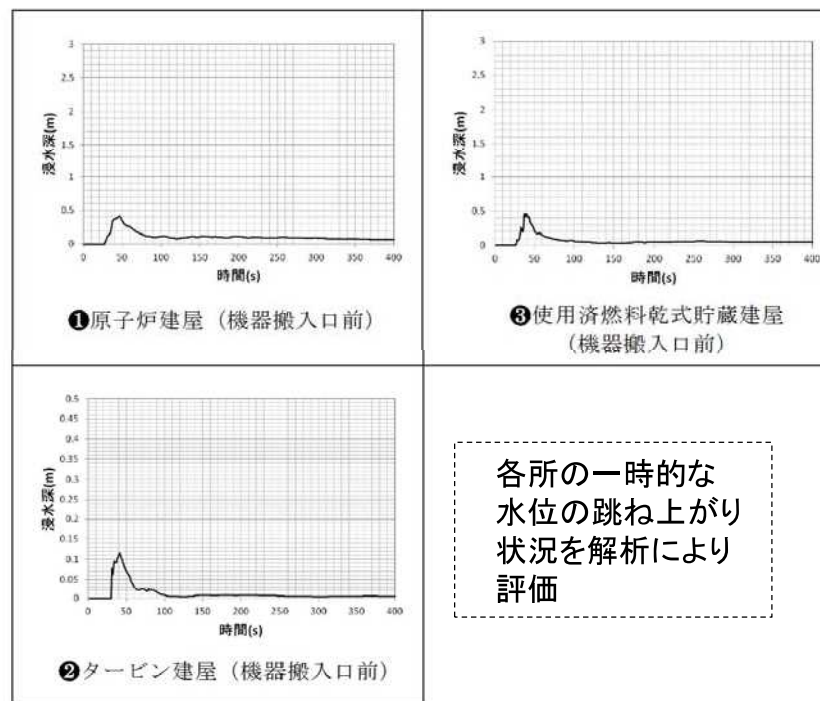 3
2.5
2
1.5
1
0.5
0
浸水深(m)
0 50 100 150 200 250 300 350 400
時間(s)
❶原子炉建屋（機器搬入口前）
3
2.5
2
1.5
1
0.5
0
浸水深(m)
0 50 100 150 200 250 300 350 400
時間(s)
❸使用済燃料乾式貯蔵建屋
（機器搬入口前）
0.5
0.45
0.4
0.35
0.3
0.25
0.2
0.15
0.1
0.05
0
浸水深(m)
0 50 100 150 200 250 300 350 400
時間(s)
❷タービン建屋（機器搬入口前）
各所の一時的な
水位の跳ね上がり
状況を解析により
評価